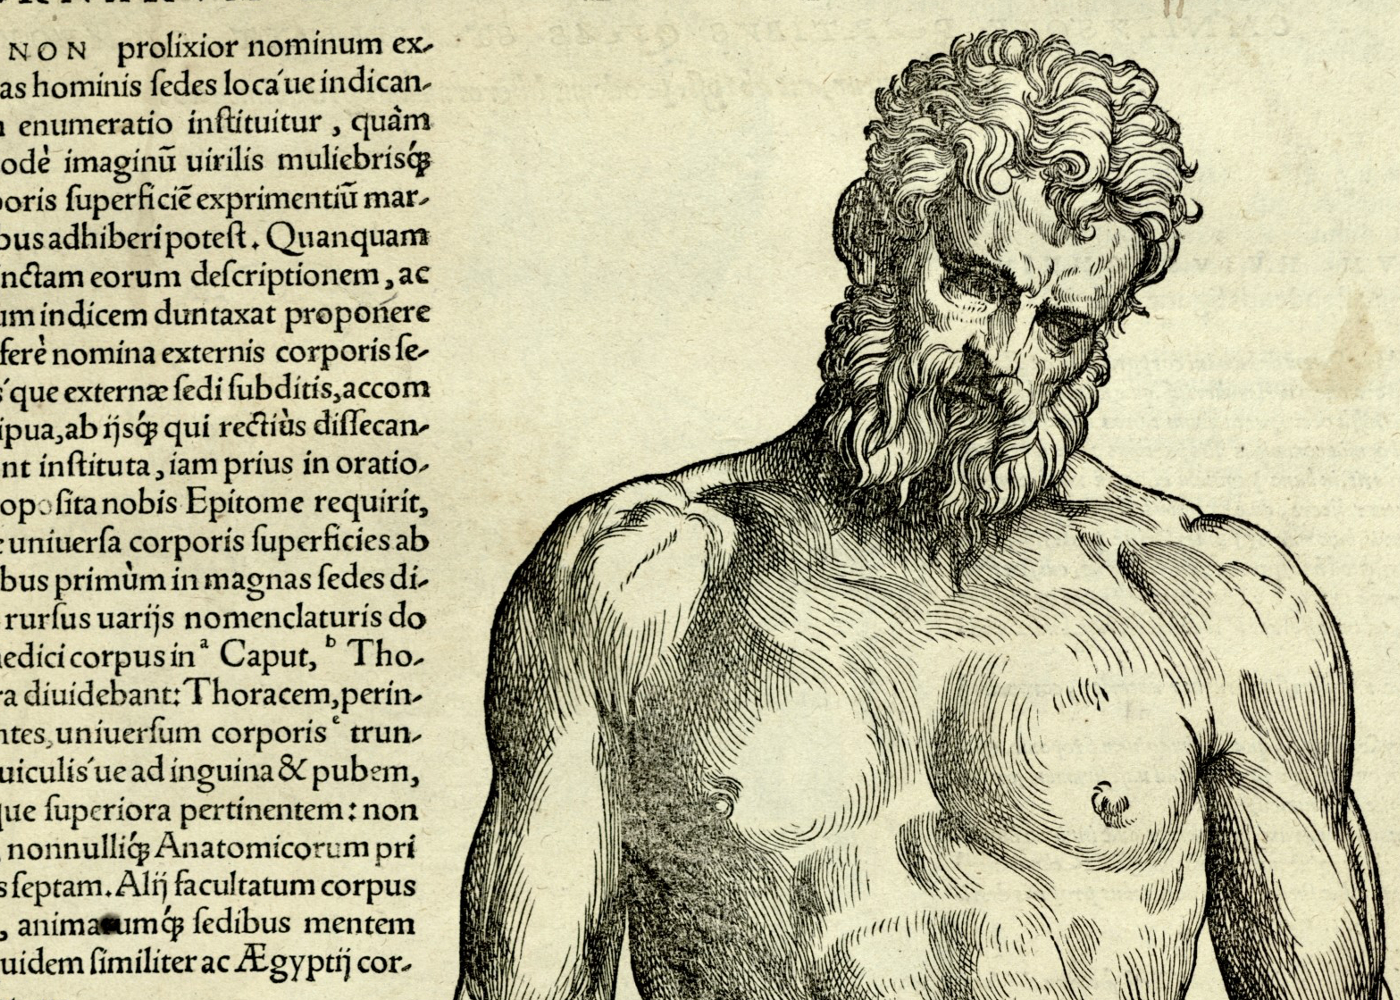 NON prolixior nominum ex-
as hominis ſedes loca´ue indican-
enumeratio inſtituitur, quàm
odè imaginũ uirilis muliebrisq́ꝫ
poris ſuperficiẽ exprimentiũ mar-
bus adhiberi poteſt. Quanquam
nctam eorum deſcriptionem, ac
um indicem duntaxat proponere
ferè nomina externis corporis ſe-
s´que externæ ſedi ſubditis, accom
ipua, ab ijsq́ꝫ qui rectiùs diſſecan-
nt inſtituta, iam prius in oratio-
opoſita nobis Epitome requirit,
uniuerſa corporis ſuperficies ab
bus primùm in magnas ſedes di-
rurſus uarijs nomenclaturis do
edici corpus in ᵃ Caput, ᵇ Tho-
ra diuidebant: Thoracem, perin-
ntes, uniuerſum corporis ᵉ trun-
uiculis´ue ad inguina & pubem,
que ſuperiora pertinentem: non
nonnulliq́ꝫ Anatomicorum pri
s ſeptam. Alij facultatum corpus
, animarumq́ꝫ ſedibus mentem
uidem ſimiliter ac Ægyptij cor-